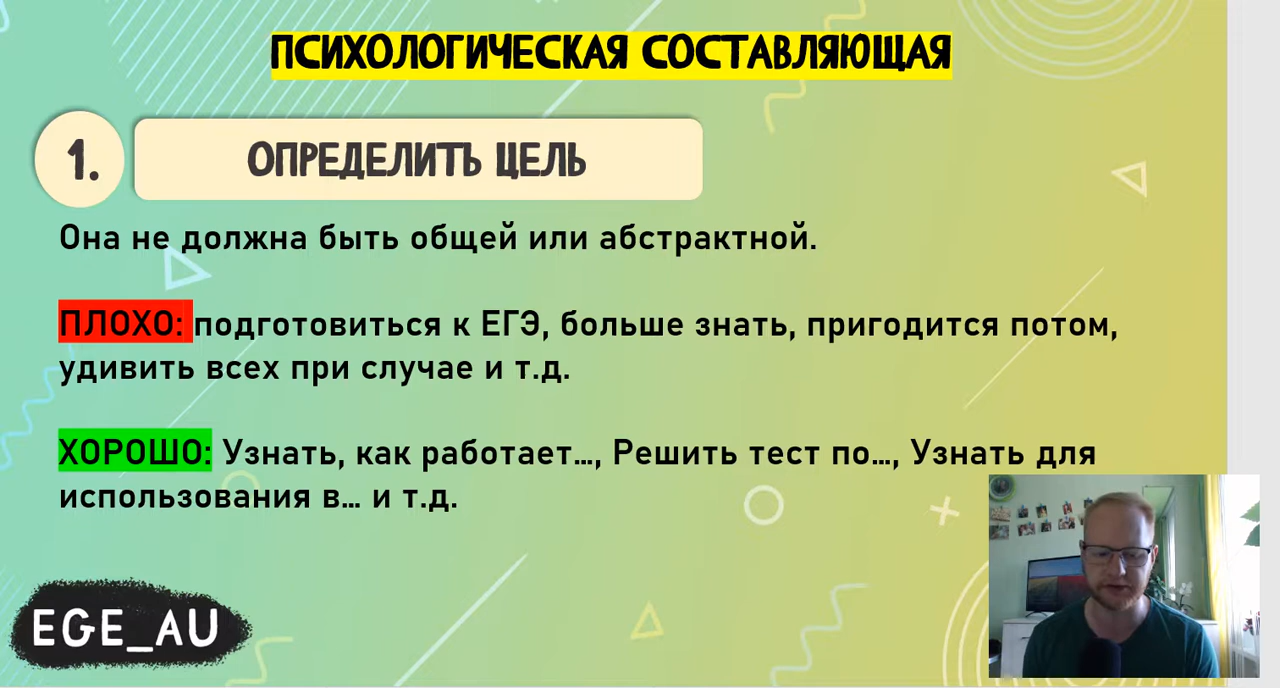 ПСИХОЛОГИЧЕСКАЯ СОСТАВЛЯЮЩАЯ
1.
ОПРЕДЕЛИТЬ ЦЕЛЬ
Она не должна быть общей или абстрактной.
ПЛОХО: подготовиться к ЕГЭ, больше знать, пригодится потом,
удивить всех при случае и т.д.
ХОРОШО: Узнать, как работает…, Решить тест по…, Узнать для
использования в… и т.д.
EGE_AU